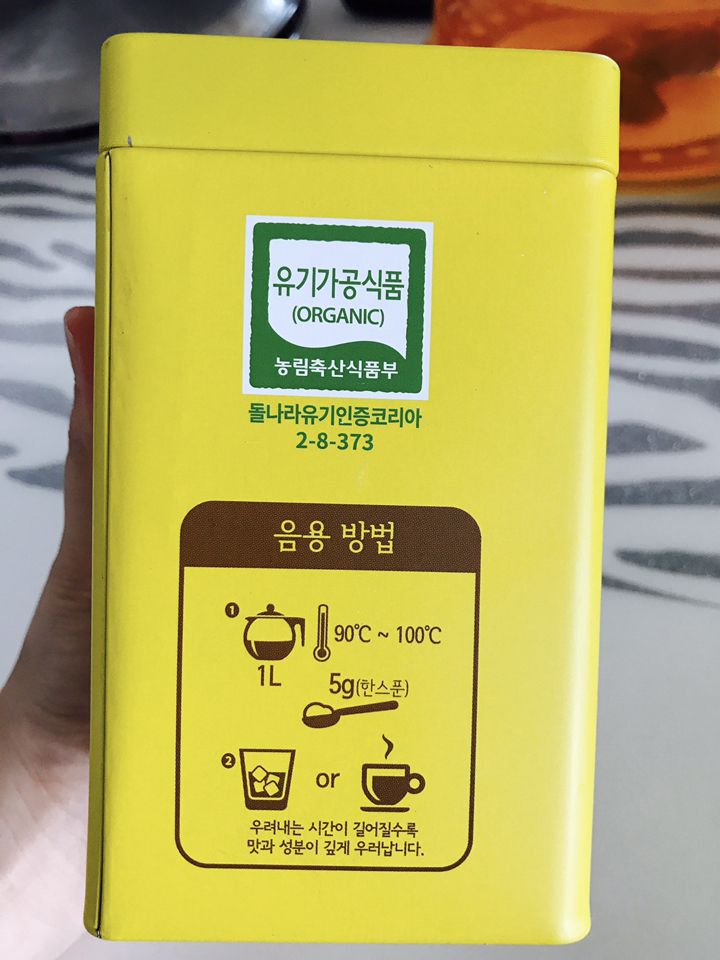 유기가공식품
(ORGANIC)
농림축산식품부
돌나라유기인증코리아
2-8-373
음용 방법
1
90℃ ~ 100℃
1L
5g(한스푼)
2
or
우려내는 시간이 길어질수록
맛과 성분이 깊게 우러납니다.